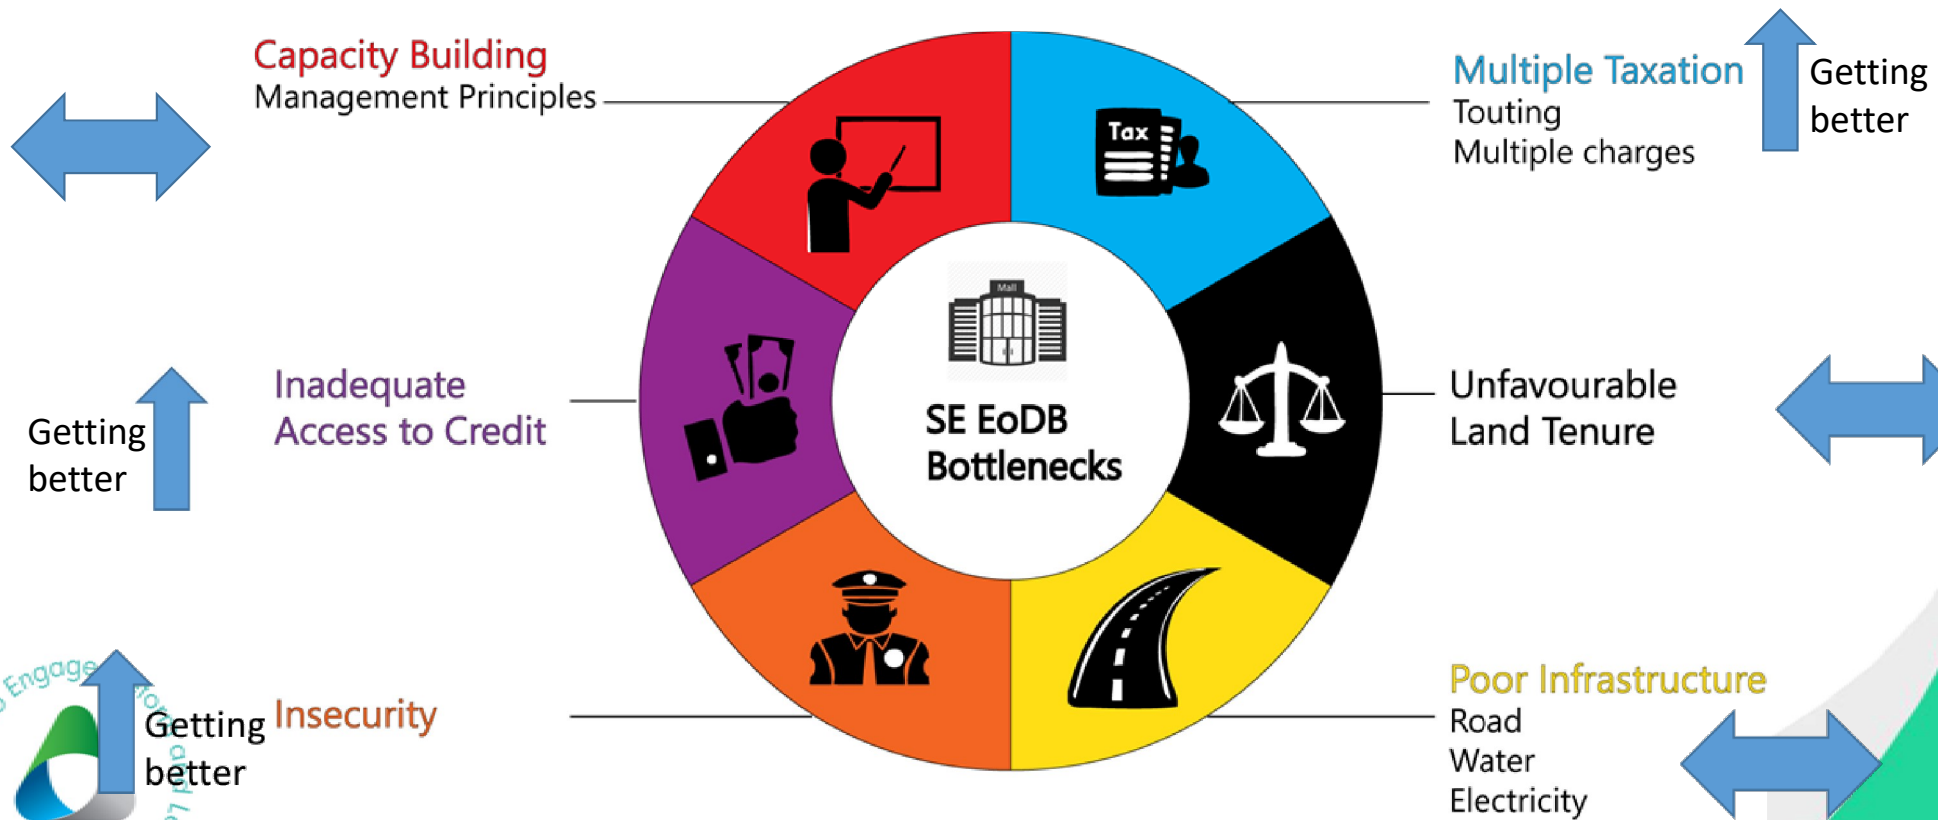 Capacity Building
Management Principles
Multiple Taxation
Touting
Multiple charges
Getting
better
Tax
Mall
SE EoDB
Bottlenecks
Inadequate
Access to Credit
Getting
better
Unfavourable
Land Tenure
Insecurity
Getting
better
Poor Infrastructure
Road
Water
Electricity
Engage
and